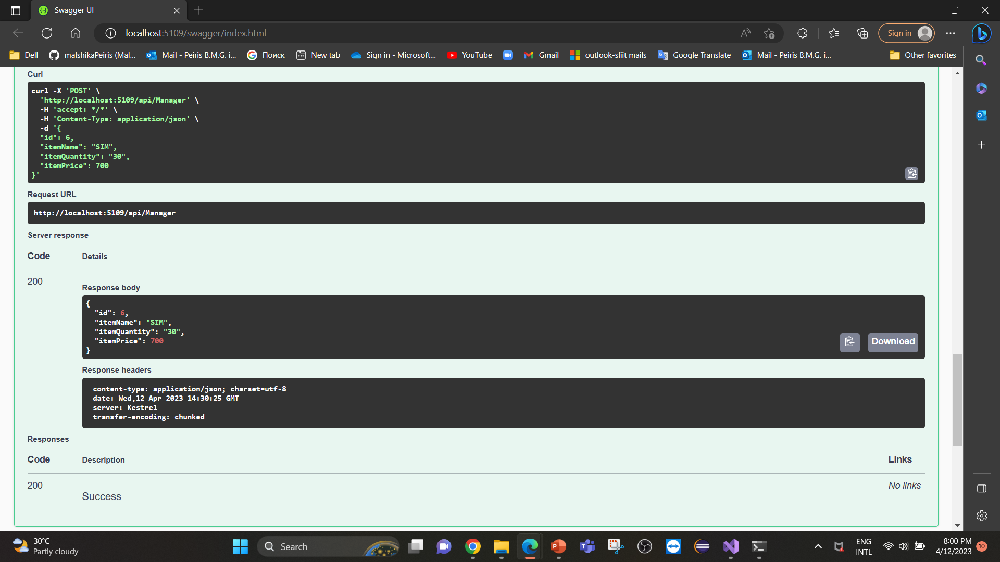 Swagger UI
localhost:5109/swagger/index.html
Sign in
Dell
malshikaPeiris (Mal...
Mail - Peiris B.M.G. i...
Поиск
New tab
Sign in - Microsoft...
YouTube
Gmail
outlook-sliit mails
Google Translate
Mail - Peiris B.M.G. i...
Other favorites
Curl
curl -X 'POST' \
'http://localhost:5109/api/Manager' \
-H 'accept: */*' \
-H 'Content-Type: application/json' \
-d '{
"id": 6,
"itemName": "SIM",
"itemQuantity": "30",
"itemPrice": 700
}'
Request URL
http://localhost:5109/api/Manager
Server response
Code Details
200
Response body
{
"id": 6,
"itemName": "SIM",
"itemQuantity": "30",
"itemPrice": 700
}
Download
Response headers
content-type: application/json; charset=utf-8
date: Wed,12 Apr 2023 14:30:25 GMT
server: Kestrel
transfer-encoding: chunked
Responses
Code Description Links
200 No links
Success
30°C
Partly cloudy
Search
ENG
INTL
8:00 PM
4/12/2023
10